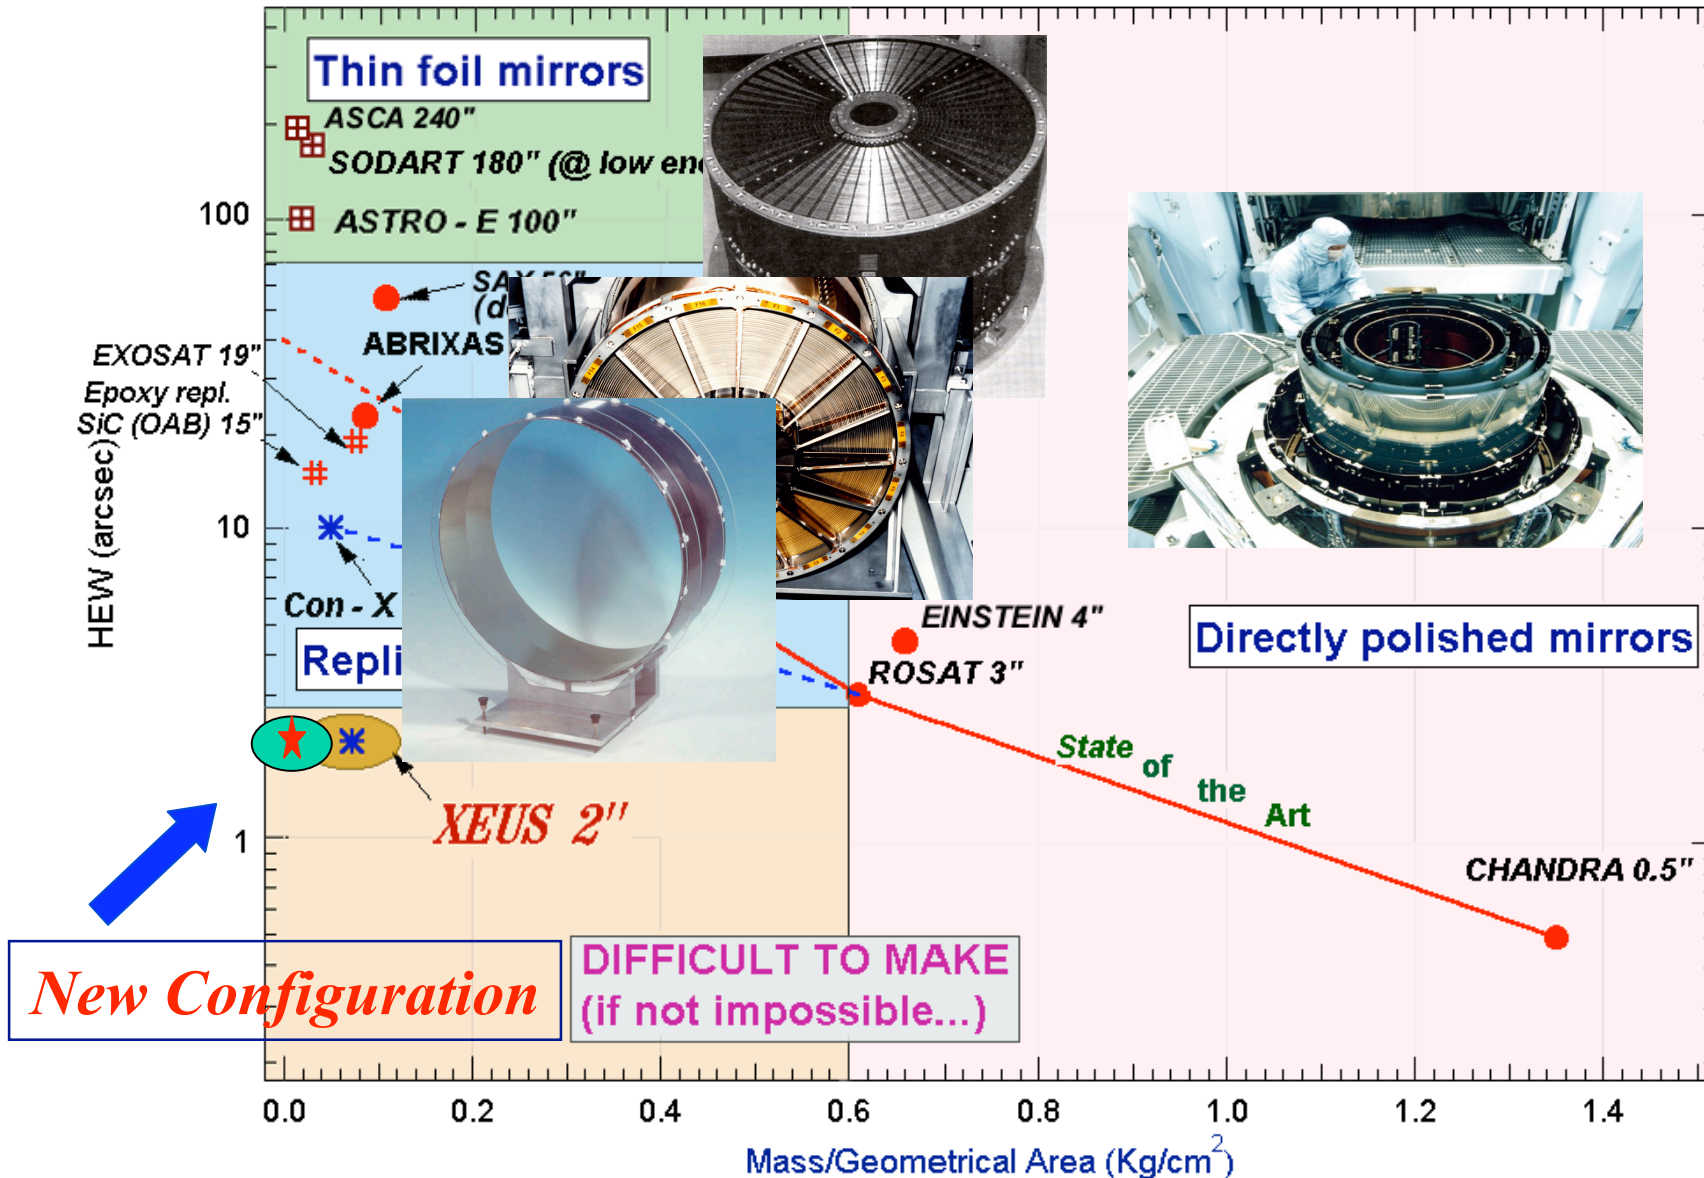 Thin foil mirrors
ASCA 240"
SODART 180" (@ low
ASTRO - E 100"
100
ABRIXAS
EXOSAT 19"
Epoxy repl.
SiC (OAB) 15"
HEW (arcsec)
10
Con - X
EINSTEIN 4"
ROSAT 3"
Directly polished mirrors
State of the Art
XEUS 2"
1
CHANDRA 0.5"
New Configuration
DIFFICULT TO MAKE
(if not impossible...)
0.0 0.2 0.4 0.6 0.8 1.0 1.2 1.4
Mass/Geometrical Area (Kg/cm²)